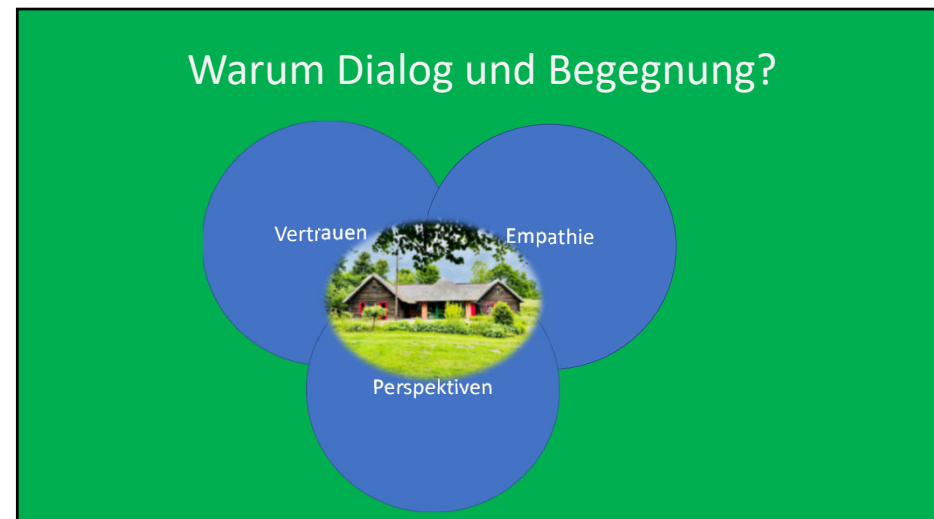 Warum Dialog und Begegnung?
Vertrauen
Empathie
Perspektiven